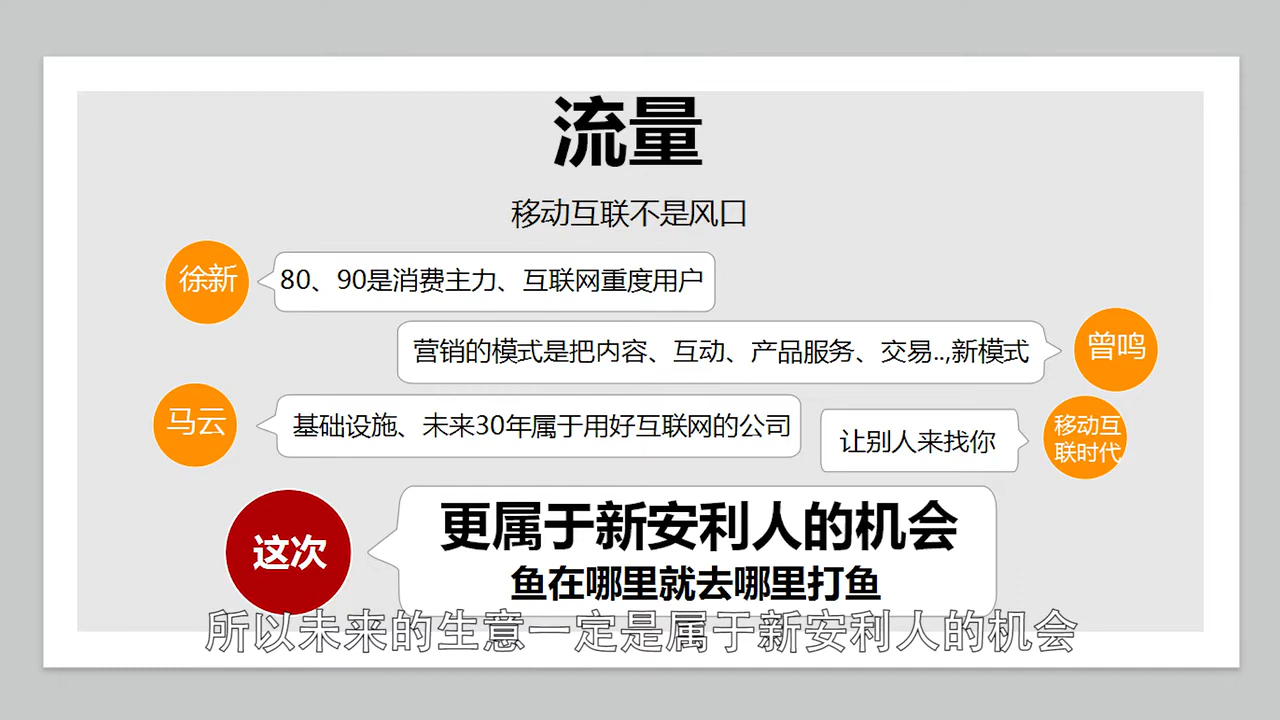 流量
移动互联不是风口
徐新
80、90是消费主力、互联网重度用户
营销的模式是把内容、互动、产品服务、交易..,新模式
曾鸣
马云
基础设施、未来30年属于用好互联网的公司
让别人来找你
移动互
联时代
这次
更属于新安利人的机会
鱼在哪里就去哪里打鱼
所以未来的生意一定是属于新安利人的机会